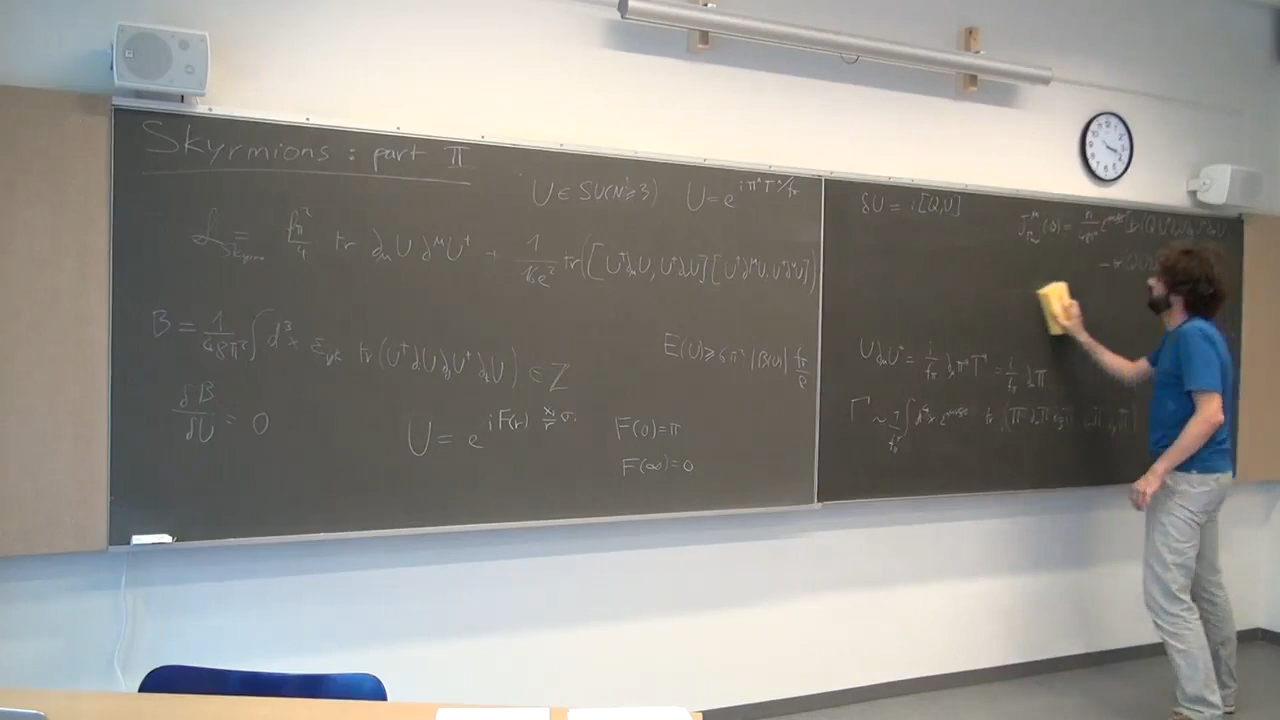 Skyrmions : part II
U ∈ SU(N≥3) U = e^{iπ^a T^a/f_π}
L_Skyrme = f_π²/4 tr ∂_μU ∂^μU† + 1/16e² tr([U†∂_μU, U†∂_νU][U†∂^μU, U†∂^νU])
B = 1/48π² ∫ d³x ε_ijk tr(U†∂_iU ∂_jU† ∂_kU) ∈ Z
E(U) ≥ 6π² |B(U)| f_π/e
δB/δU = 0
U = e^{i F(r) x_i/r σ_i}
F(0) = π
F(∞) = 0
δU = i[Q,U]
U∂_μU† = i/f_π ∂_μπ^a T^a = i/f_π ∂π